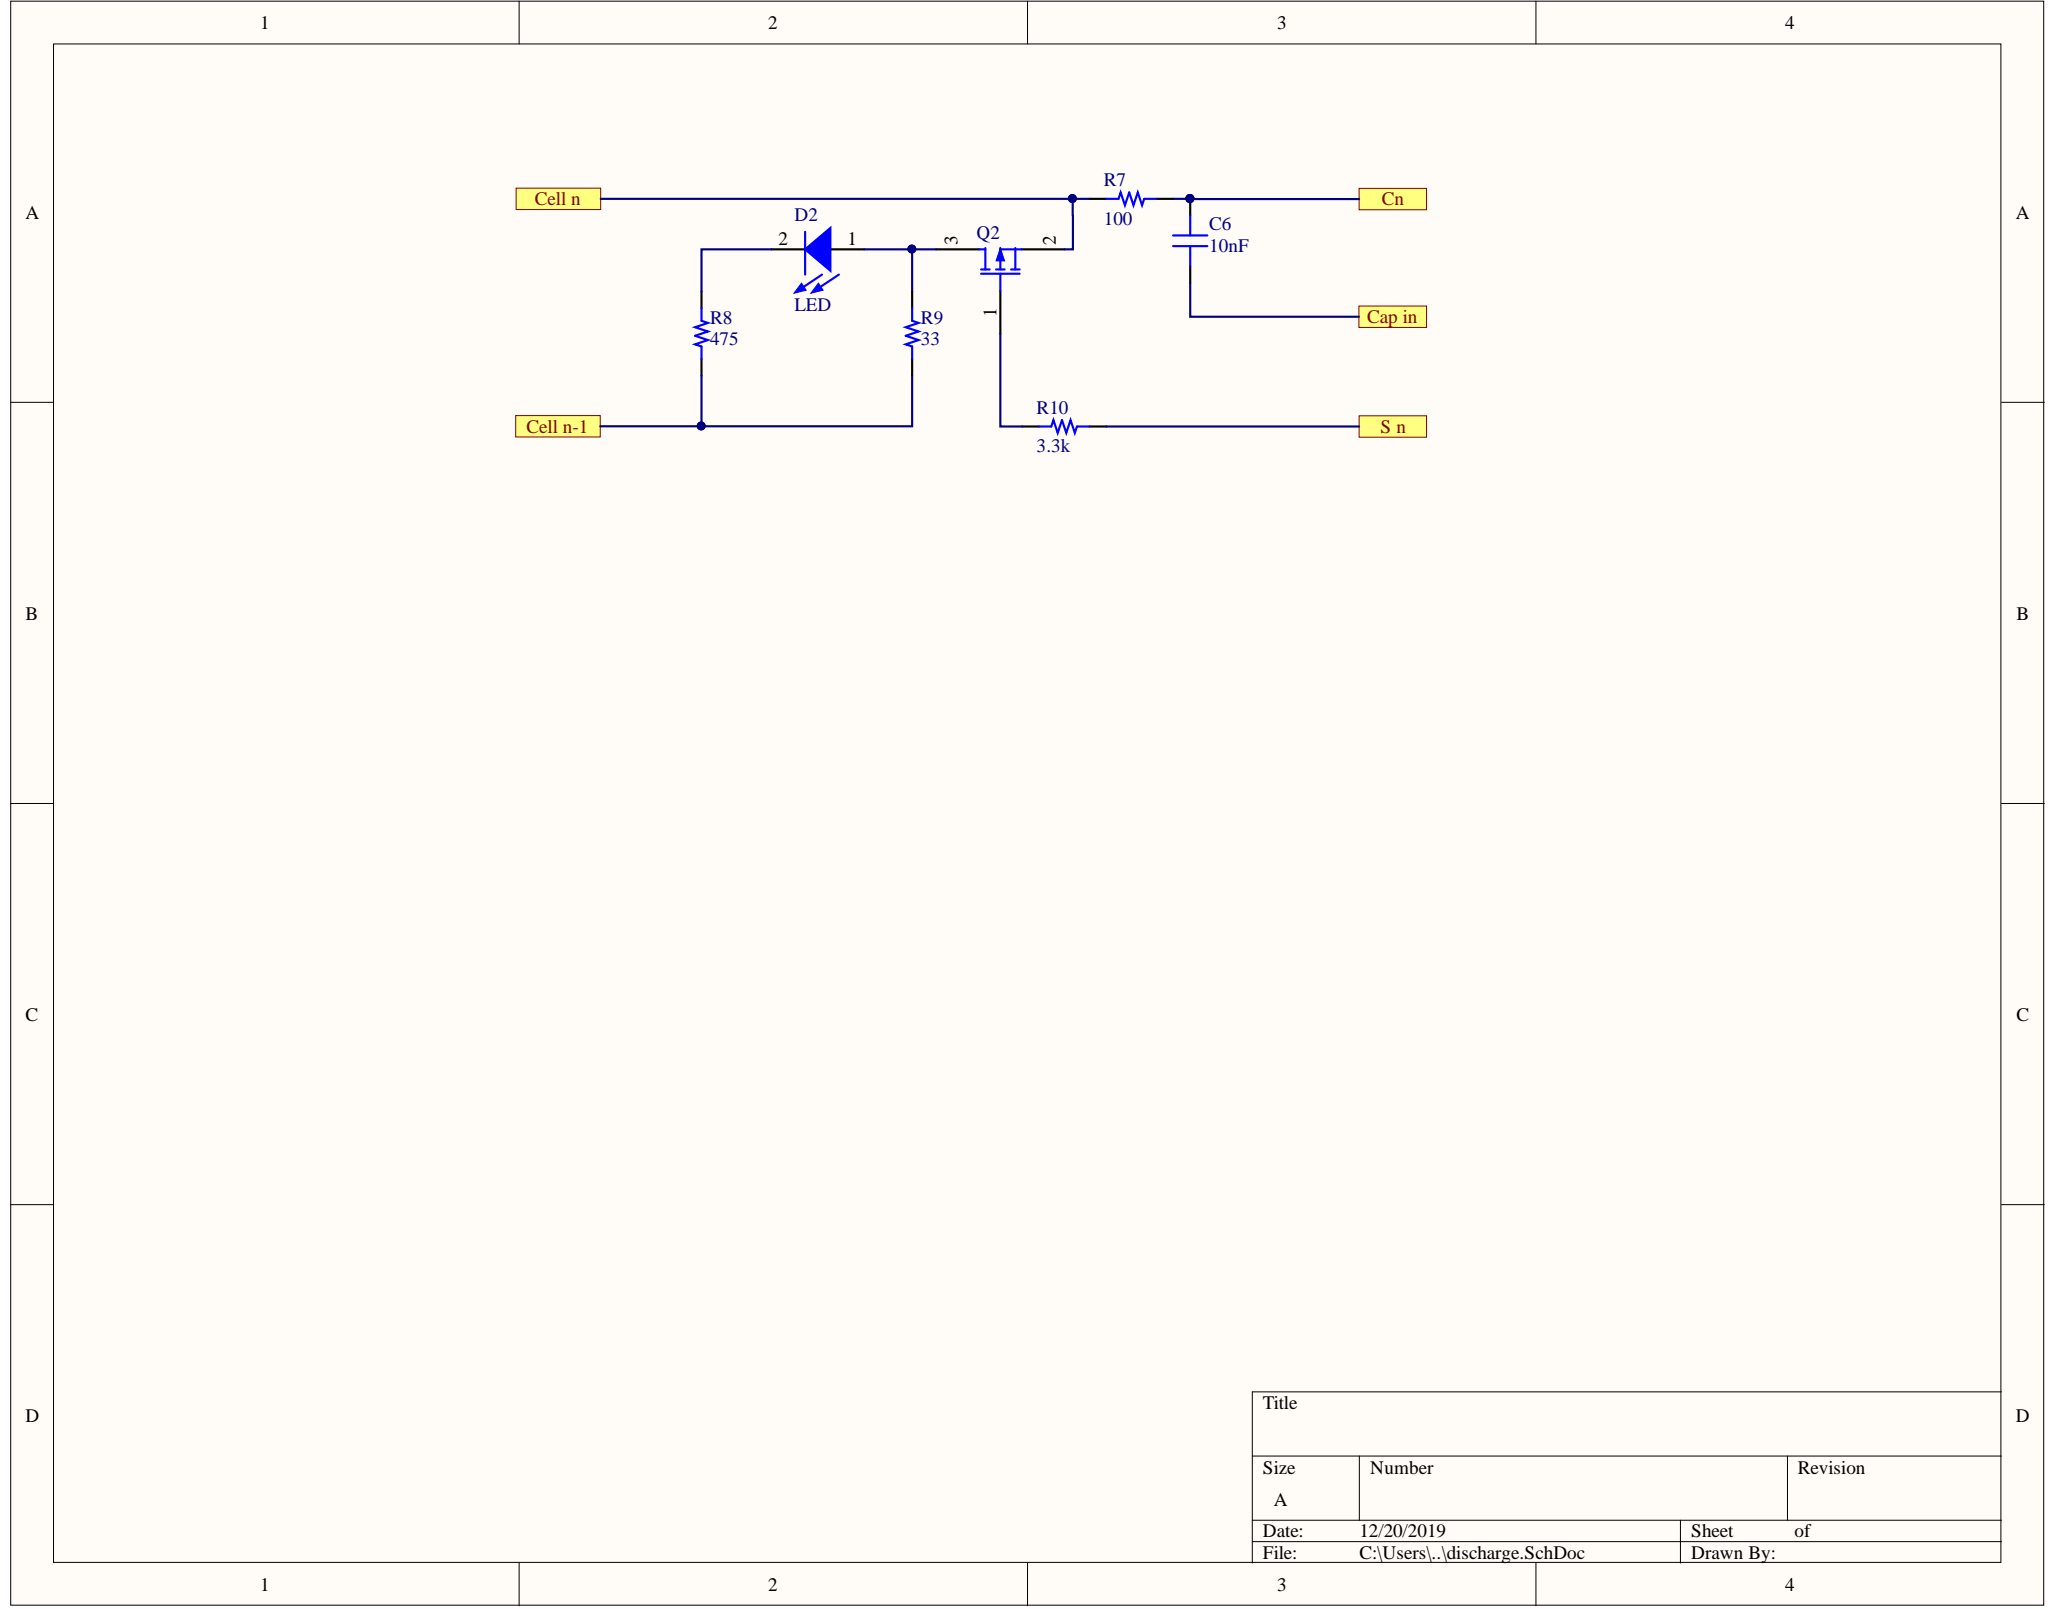 1 2 3 4
A A
R7
Cell n Cn
100
D2
C6
10nF
2 1 3 Q2 2
LED
Cap in
1
R8 R9
475 33
R10
Cell n-1 S n
3.3k
B B
C C
Title
D D
Size Number Revision
A
Date: 12/20/2019 Sheet of
File: C:\Users\..\discharge.SchDoc Drawn By:
1 2 3 4